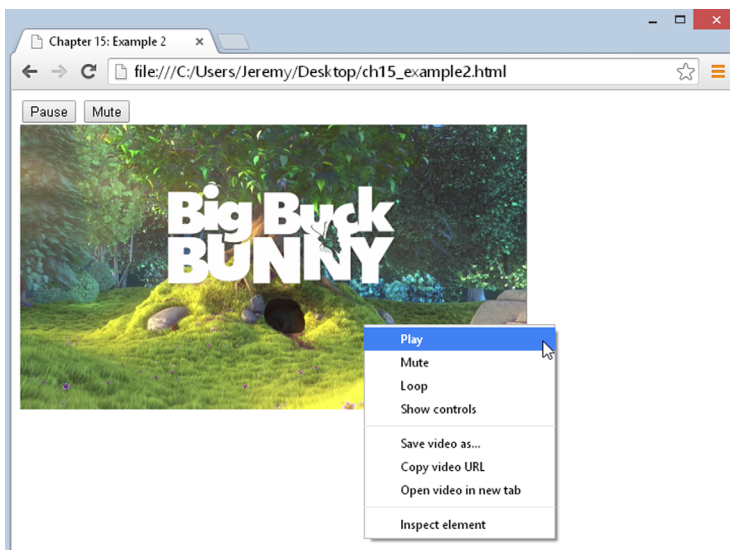 Chapter 15: Example 2
file:///C:/Users/Jeremy/Desktop/ch15_example2.html
Pause Mute
Big Buck
BUNNY
Play
Mute
Loop
Show controls
Save video as...
Copy video URL
Open video in new tab
Inspect element